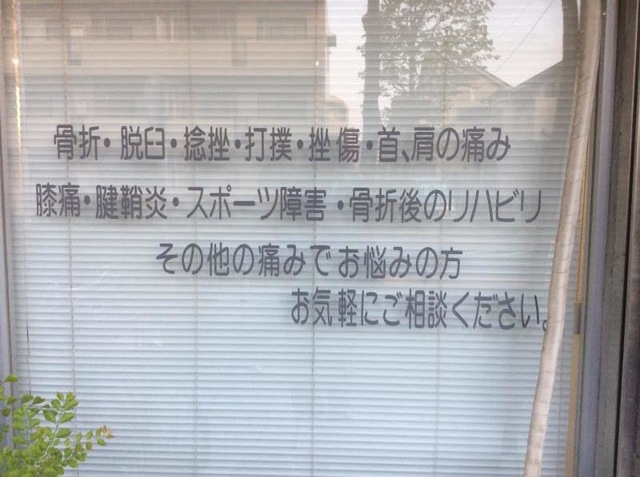 骨折・脱臼・捻挫・打撲・挫傷・首、肩の痛み
膝痛・腱鞘炎・スポーツ障害・骨折後のリハビリ
その他の痛みでお悩みの方
お気軽にご相談ください。